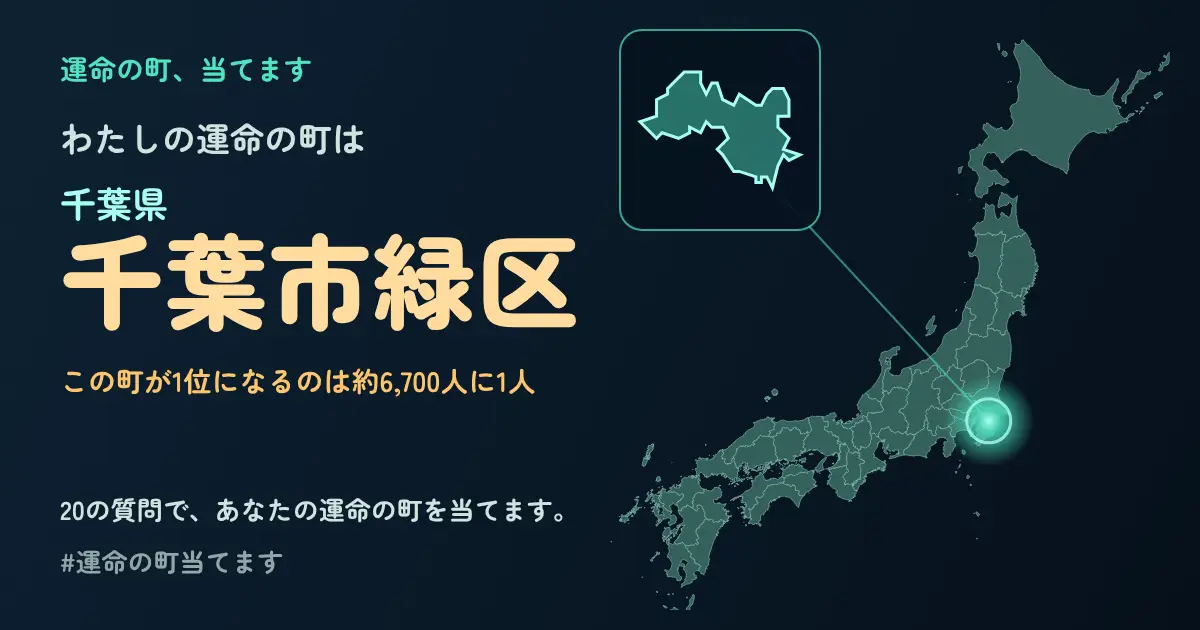 運命の町、当てます
わたしの運命の町は
千葉県
千葉市緑区
この町が1位になるのは約6,700人に1人
20の質問で、あなたの運命の町を当てます。
#運命の町当てます